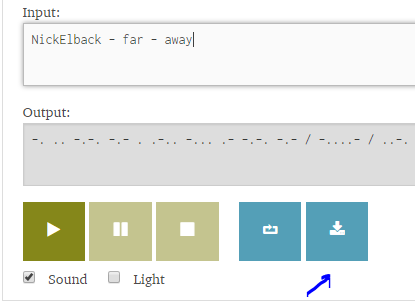 Input:
NickElback - far - away
Output:
-. .. -.-. -.- . .-.. -... .- -.-. -.- / -....- / ..-.
Sound Light